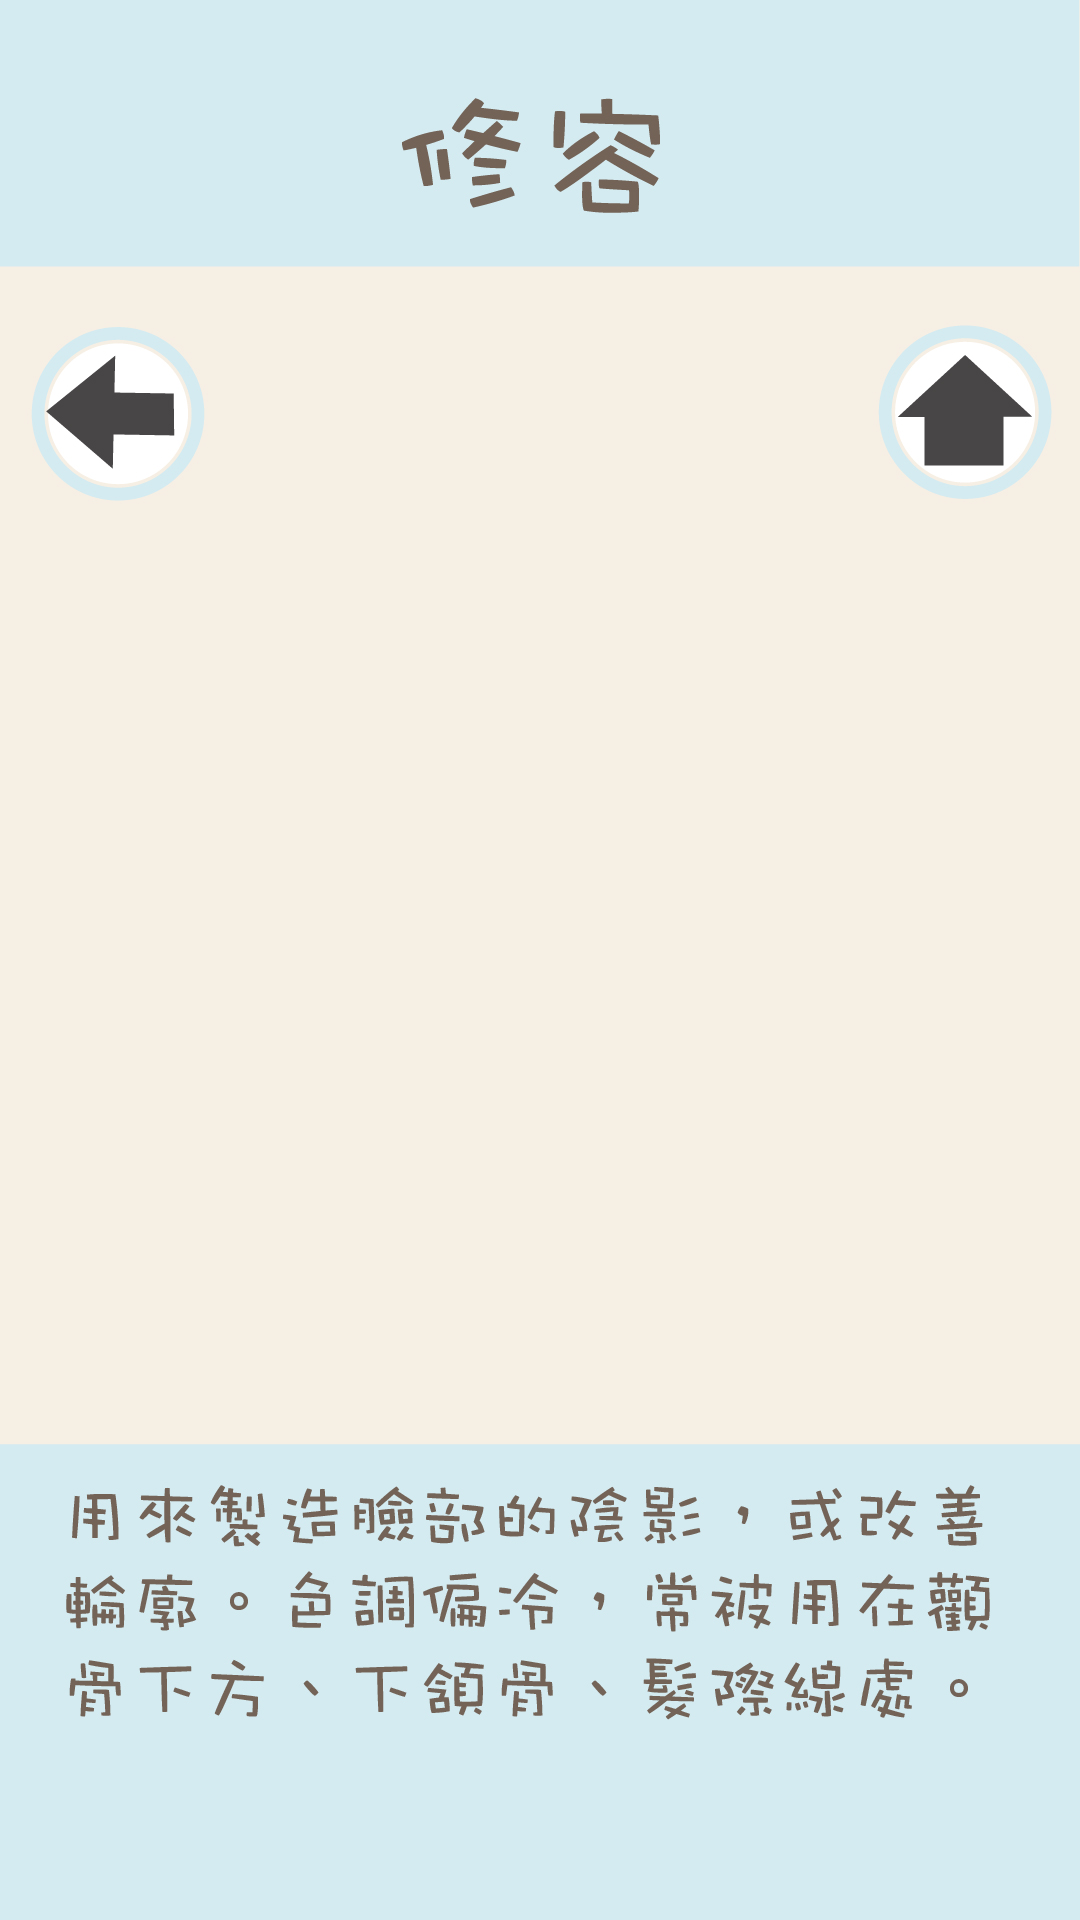 修容
用來製造臉部的陰影，或改善
輪廓。色調偏冷，常被用在顴
骨下方、下頷骨、髮際線處。